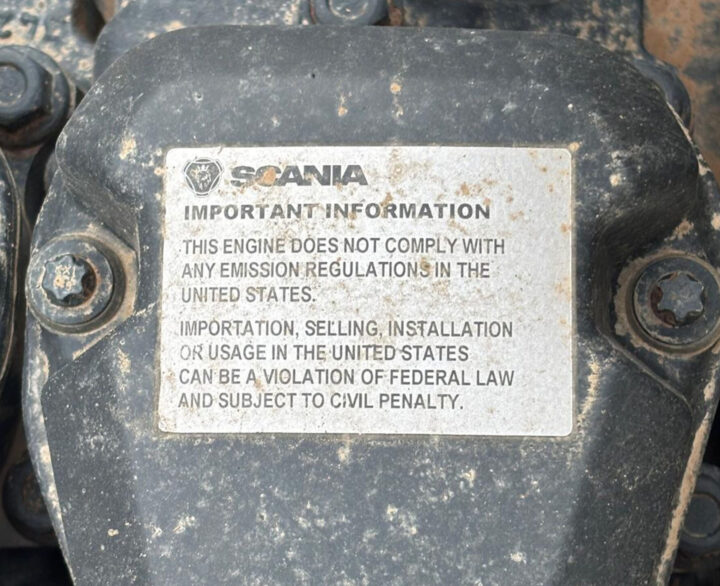 SCANIA
IMPORTANT INFORMATION
THIS ENGINE DOES NOT COMPLY WITH
ANY EMISSION REGULATIONS IN THE
UNITED STATES.
IMPORTATION, SELLING, INSTALLATION
OR USAGE IN THE UNITED STATES
CAN BE A VIOLATION OF FEDERAL LAW
AND SUBJECT TO CIVIL PENALTY.